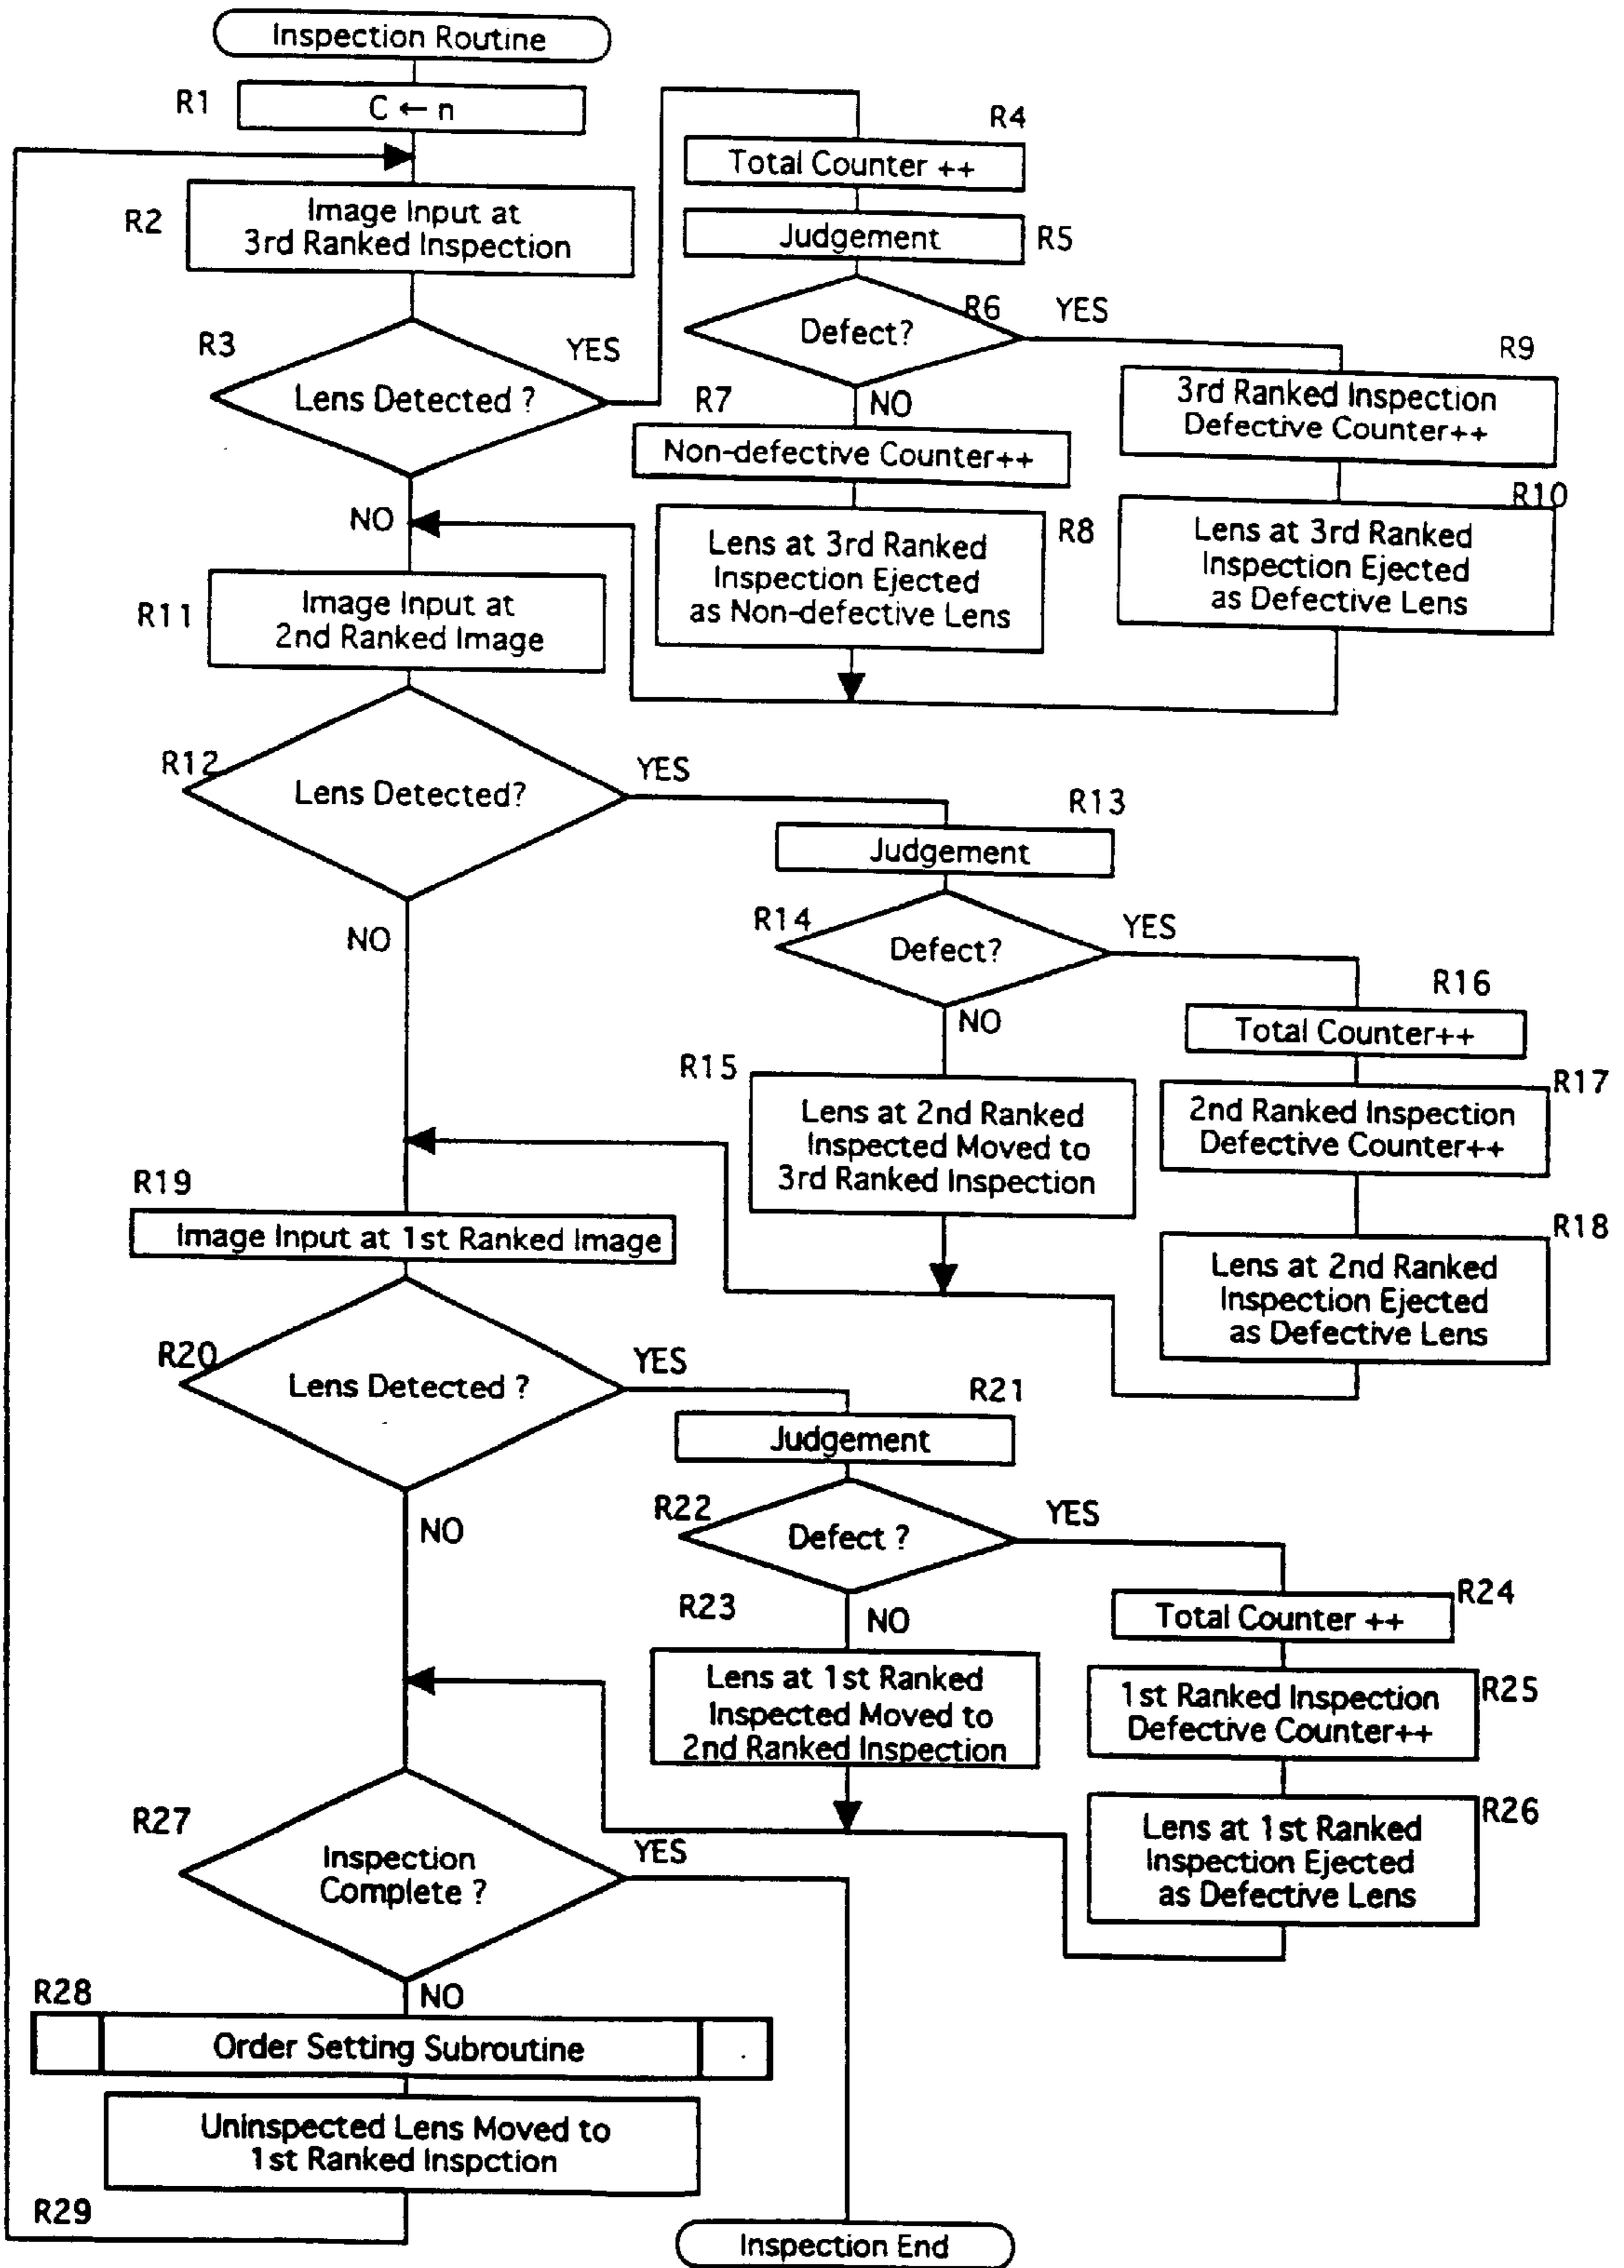 Inspection Routine
R1
C ← n
R2
Image Input at
3rd Ranked Inspection
R3
Lens Detected ?
YES
NO
R4
Total Counter ++
Judgement
R5
R6
Defect?
YES
NO
R7
Non-defective Counter++
Lens at 3rd Ranked
Inspection Ejected
as Non-defective Lens
R8
R9
3rd Ranked Inspection
Defective Counter++
R10
Lens at 3rd Ranked
Inspection Ejected
as Defective Lens
R11
Image Input at
2nd Ranked Image
R12
Lens Detected?
YES
NO
R13
Judgement
R14
Defect?
YES
NO
R15
Lens at 2nd Ranked
Inspected Moved to
3rd Ranked Inspection
R16
Total Counter++
R17
2nd Ranked Inspection
Defective Counter++
R18
Lens at 2nd Ranked
Inspection Ejected
as Defective Lens
R19
Image Input at 1st Ranked Image
R20
Lens Detected ?
YES
NO
R21
Judgement
R22
Defect ?
YES
NO
R23
Lens at 1st Ranked
Inspected Moved to
2nd Ranked Inspection
R24
Total Counter ++
R25
1st Ranked Inspection
Defective Counter++
R26
Lens at 1st Ranked
Inspection Ejected
as Defective Lens
R27
Inspection
Complete ?
YES
NO
R28
Order Setting Subroutine
Uninspected Lens Moved to
1st Ranked Inspction
R29
Inspection End